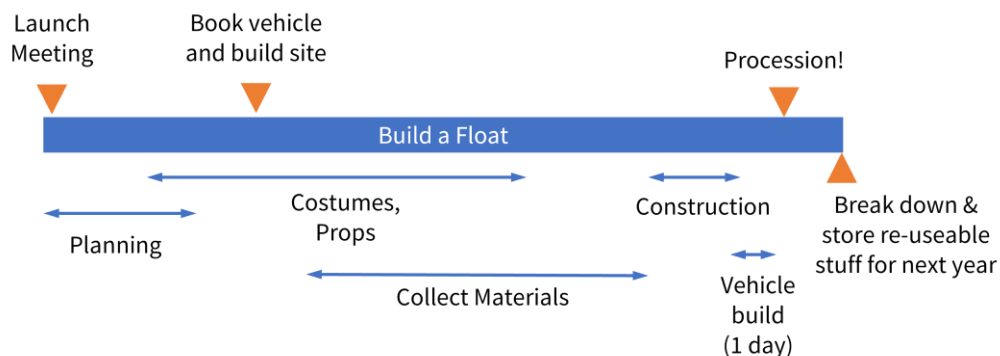 Launch
Meeting
Book vehicle
and build site
Procession!
Build a Float
Costumes,
Props
Construction
Planning
Break down &
store re-useable
stuff for next year
Collect Materials
Vehicle
build
(1 day)